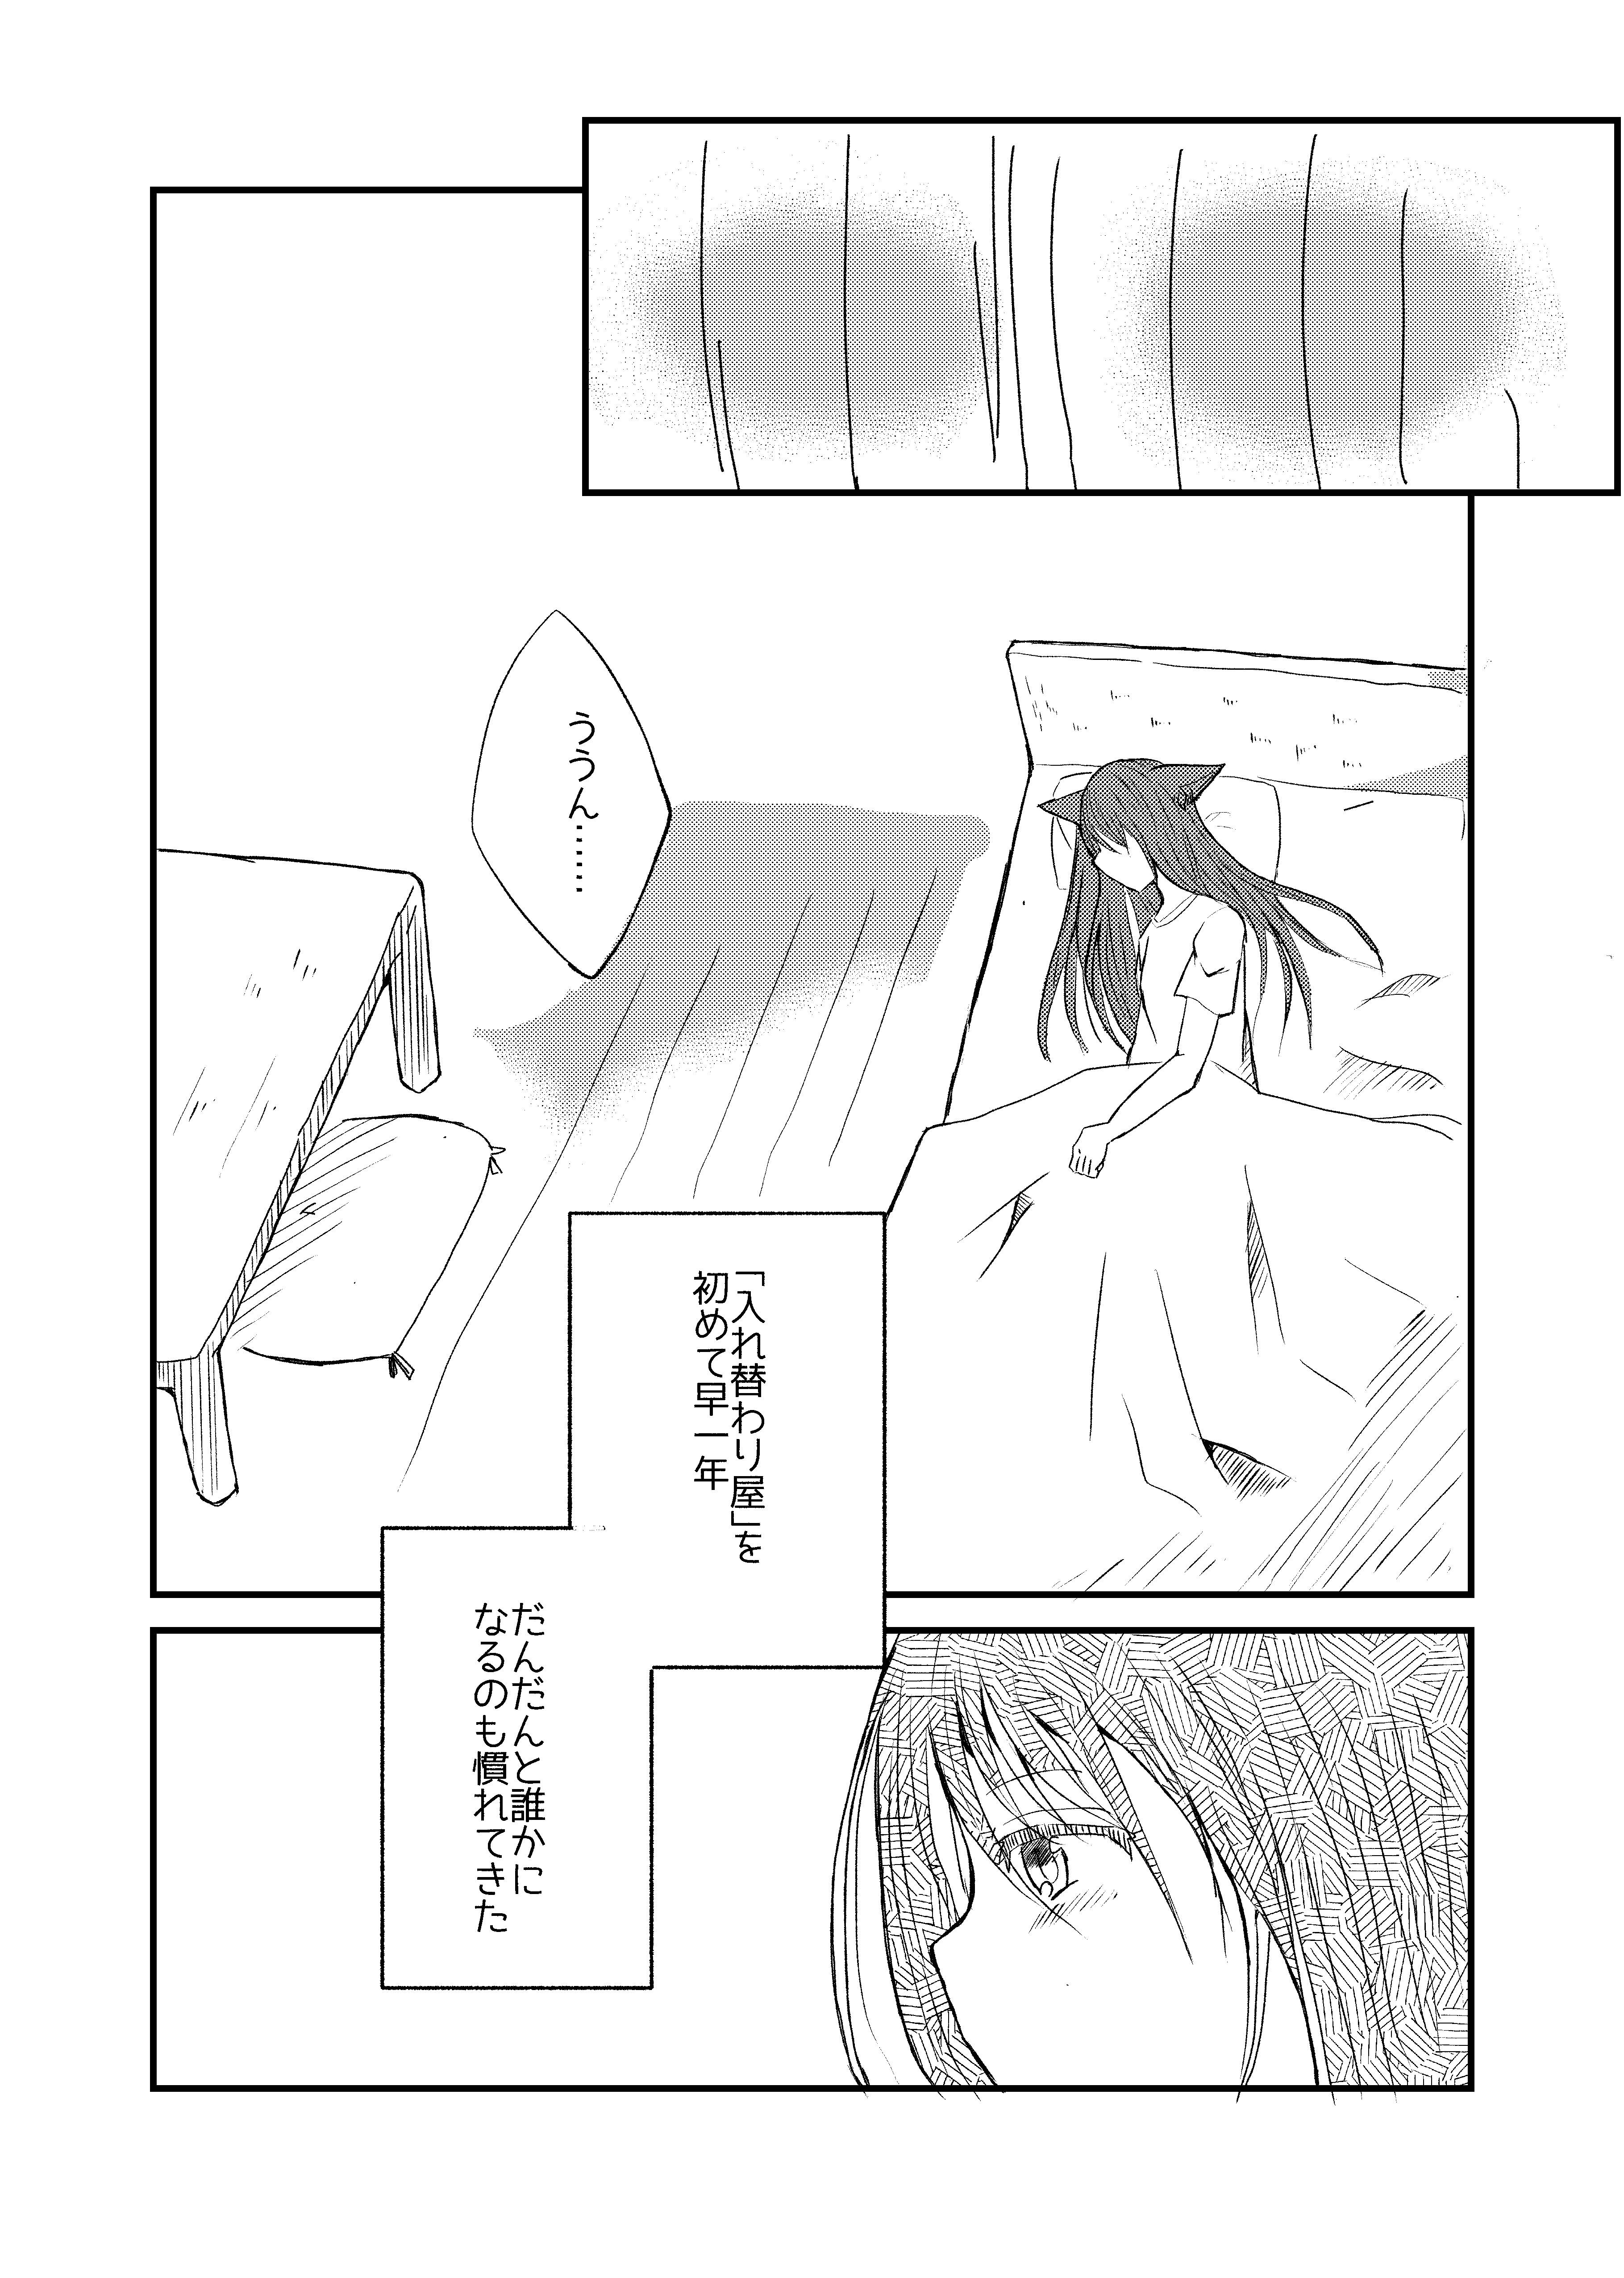 ううん……
「入れ替わり屋」を
初めて早一年
だんだんと誰かに
なるのも慣れてきた